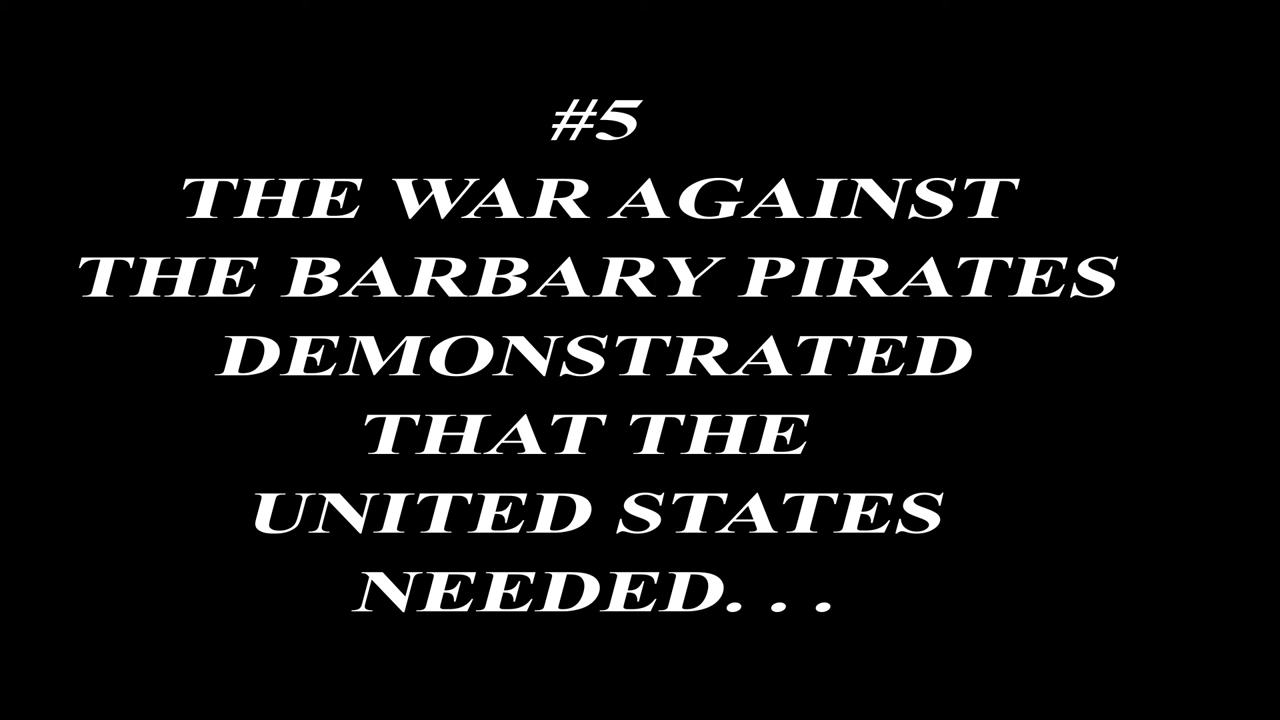 #5
THE WAR AGAINST
THE BARBARY PIRATES
DEMONSTRATED
THAT THE
UNITED STATES
NEEDED. . .